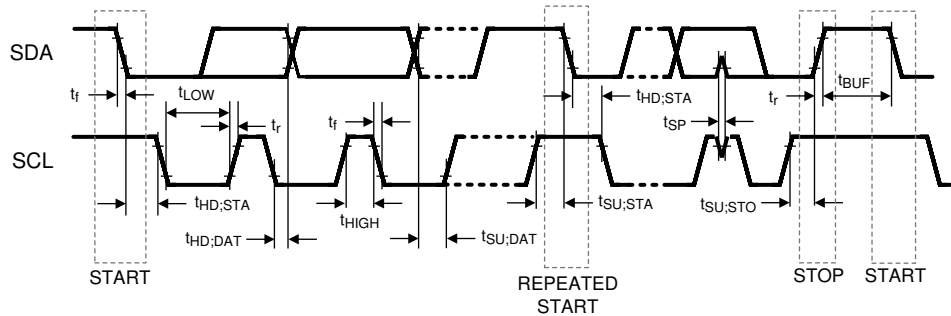 SDA
t_f
t_LOW
t_r
t_f
t_HD;STA
t_SP
t_r
t_BUF
SCL
t_HD;STA
t_HD;DAT
t_HIGH
t_SU;DAT
t_SU;STA
t_SU;STO
START
REPEATED
START
STOP
START